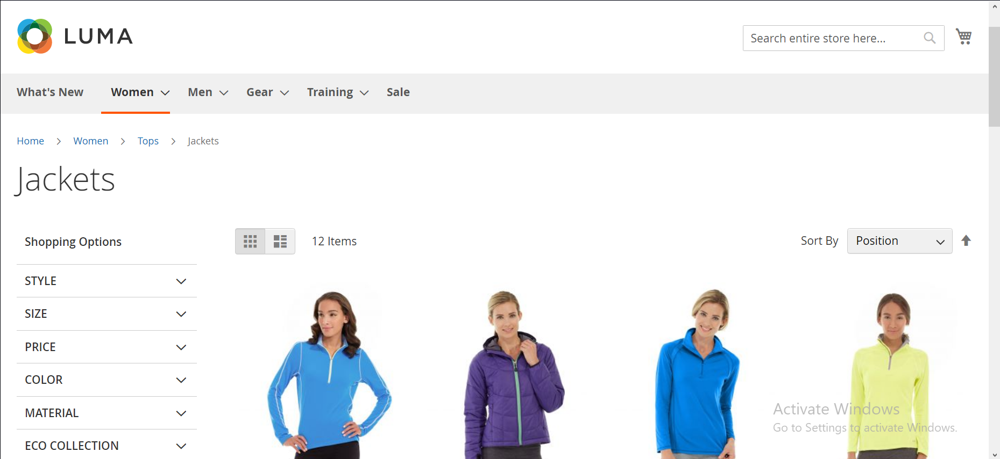 LUMA
Search entire store here...
What's New Women Men Gear Training Sale
Home Women Tops Jackets
Jackets
Shopping Options
12 Items
Sort By Position
STYLE
SIZE
PRICE
COLOR
MATERIAL
ECO COLLECTION
Activate Windows
Go to Settings to activate Windows.